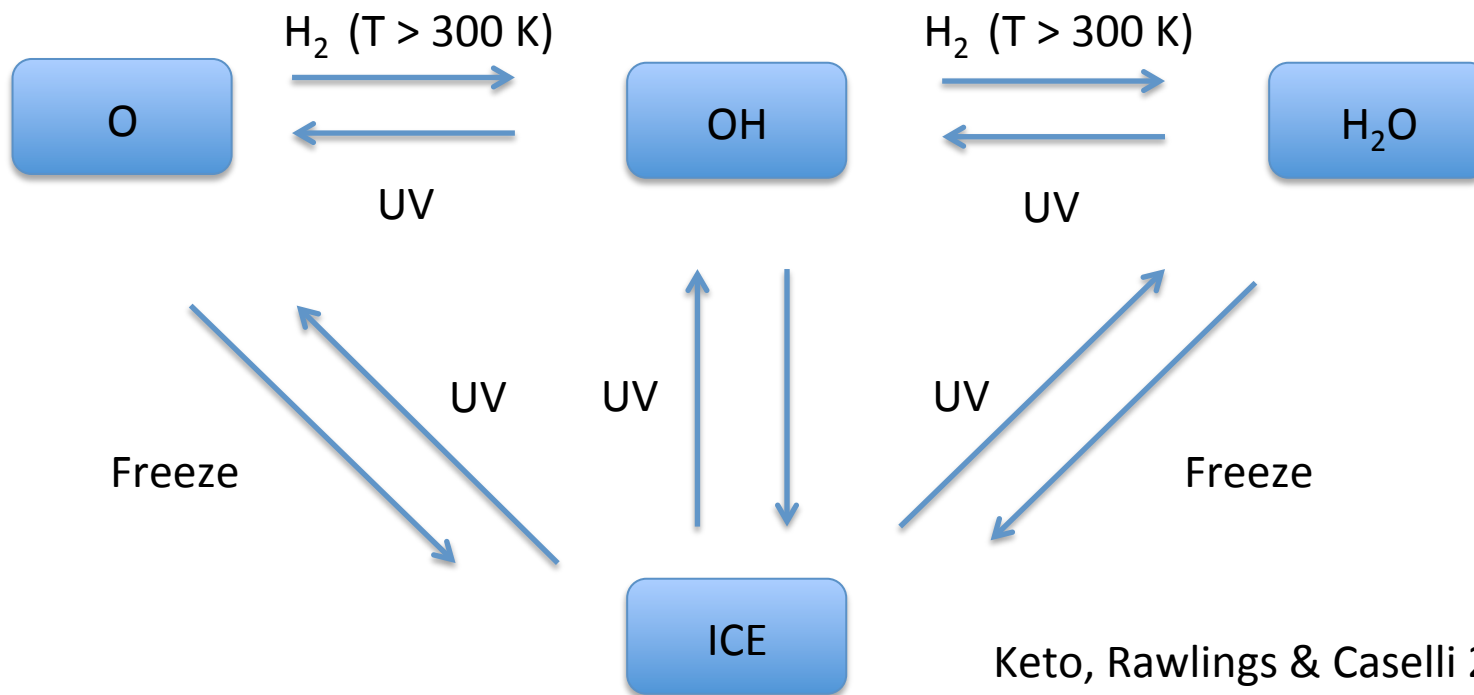 H₂ (T > 300 K)
H₂ (T > 300 K)
O
OH
H₂O
UV
UV
UV
UV
UV
Freeze
Freeze
ICE
Keto, Rawlings & Caselli